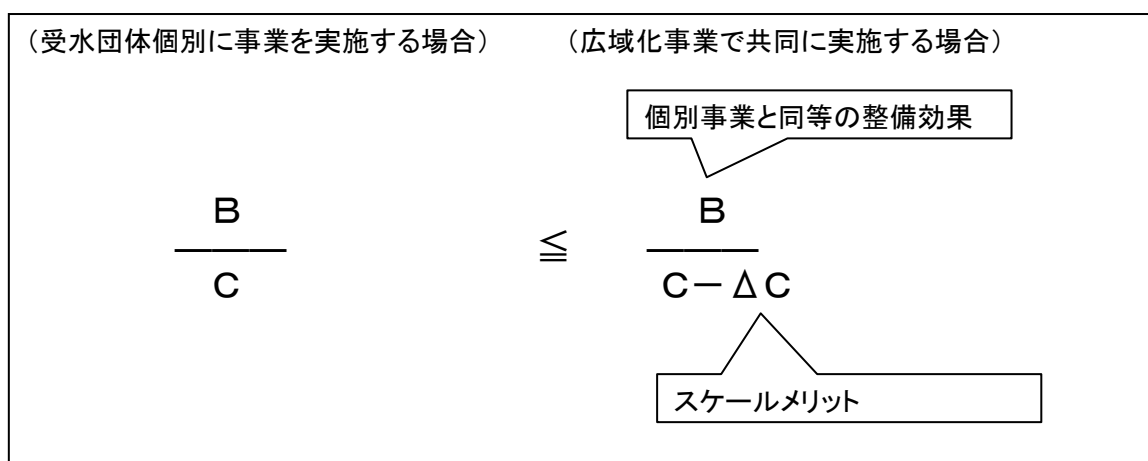 （受水団体個別に事業を実施する場合）　（広域化事業で共同に実施する場合）
個別事業と同等の整備効果
B　　B
≦
C　　C－ΔC
スケールメリット